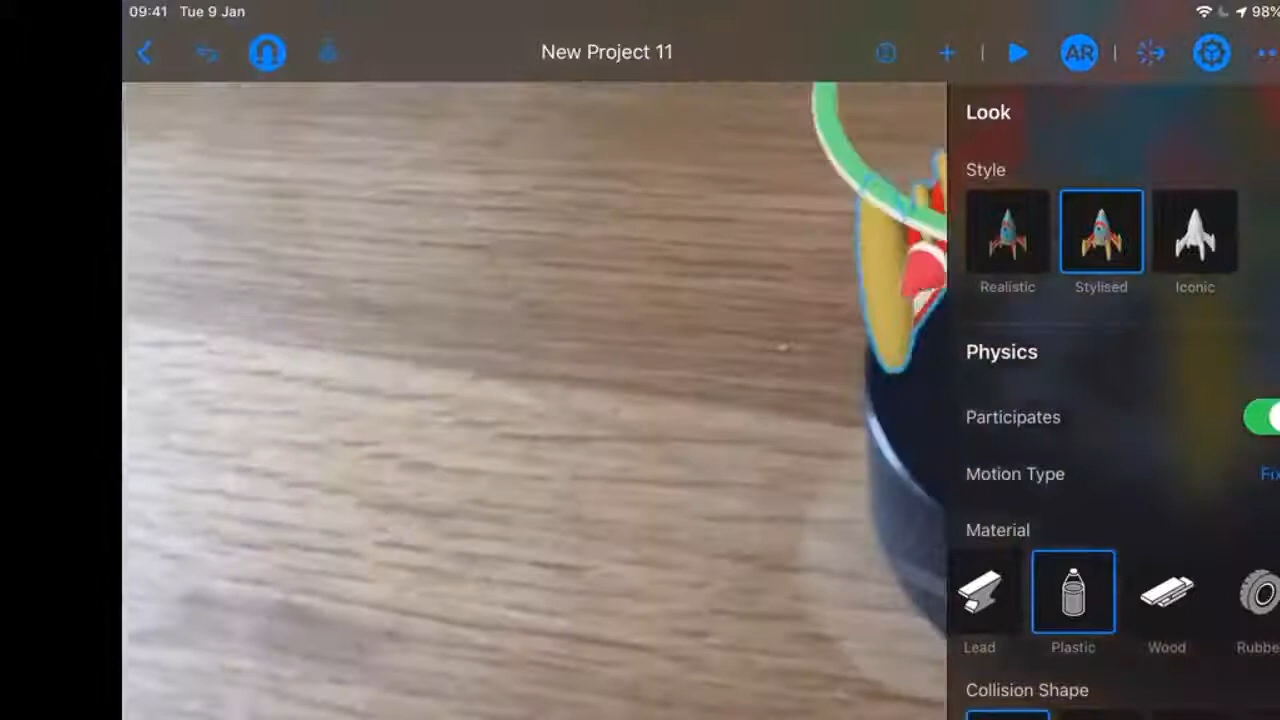 09:41 Tue 9 Jan
98%
New Project 11
AR
Look
Style
Realistic Stylised Iconic
Physics
Participates
Motion Type
Material
Lead Plastic Wood
Collision Shape